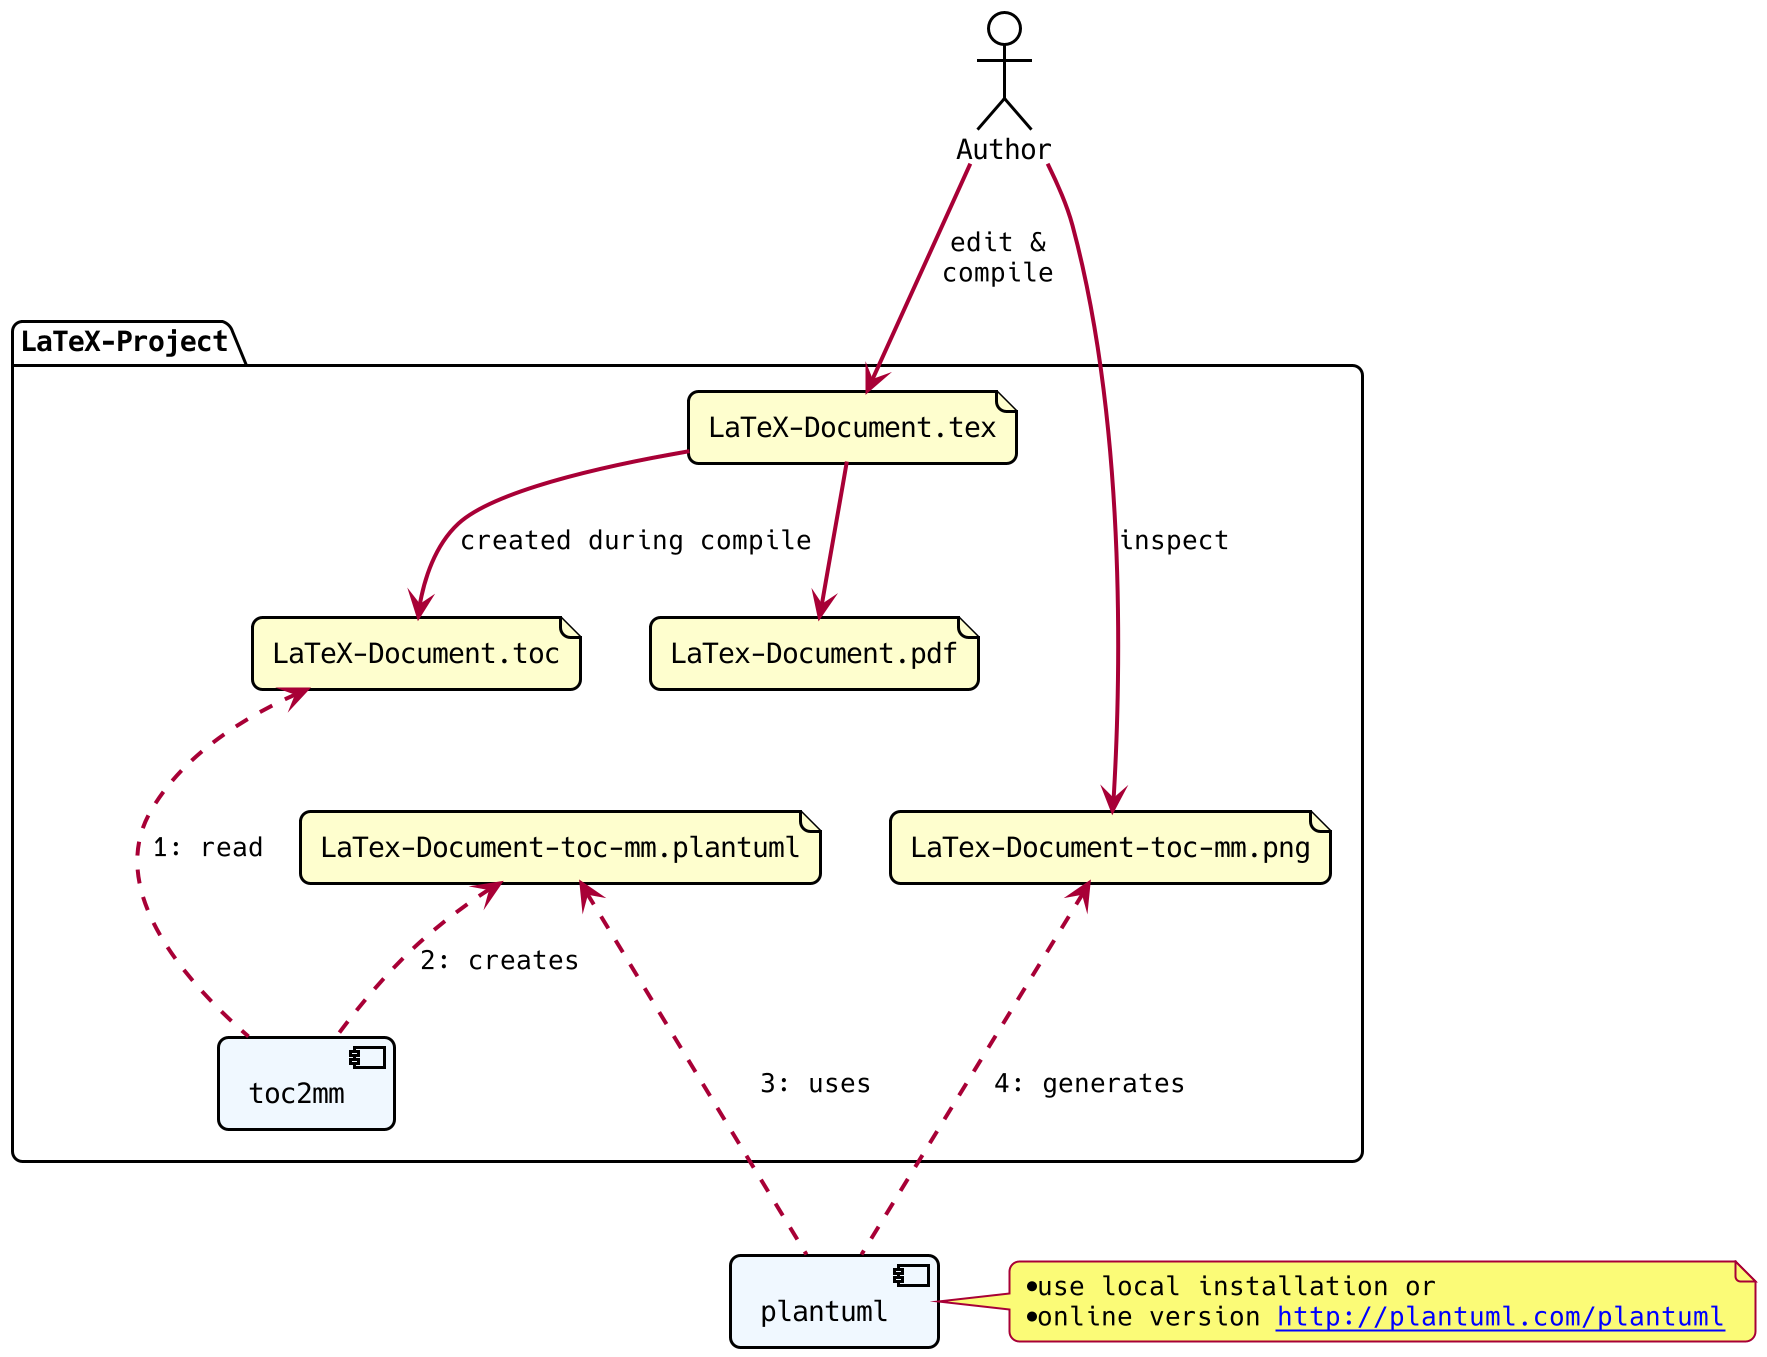 Author
edit &
compile
LaTeX-Project
LaTeX-Document.tex
created during compile
inspect
LaTeX-Document.toc
LaTex-Document.pdf
1: read
LaTex-Document-toc-mm.plantuml
LaTex-Document-toc-mm.png
2: creates
3: uses
4: generates
toc2mm
plantuml
•use local installation or
•online version http://plantuml.com/plantuml